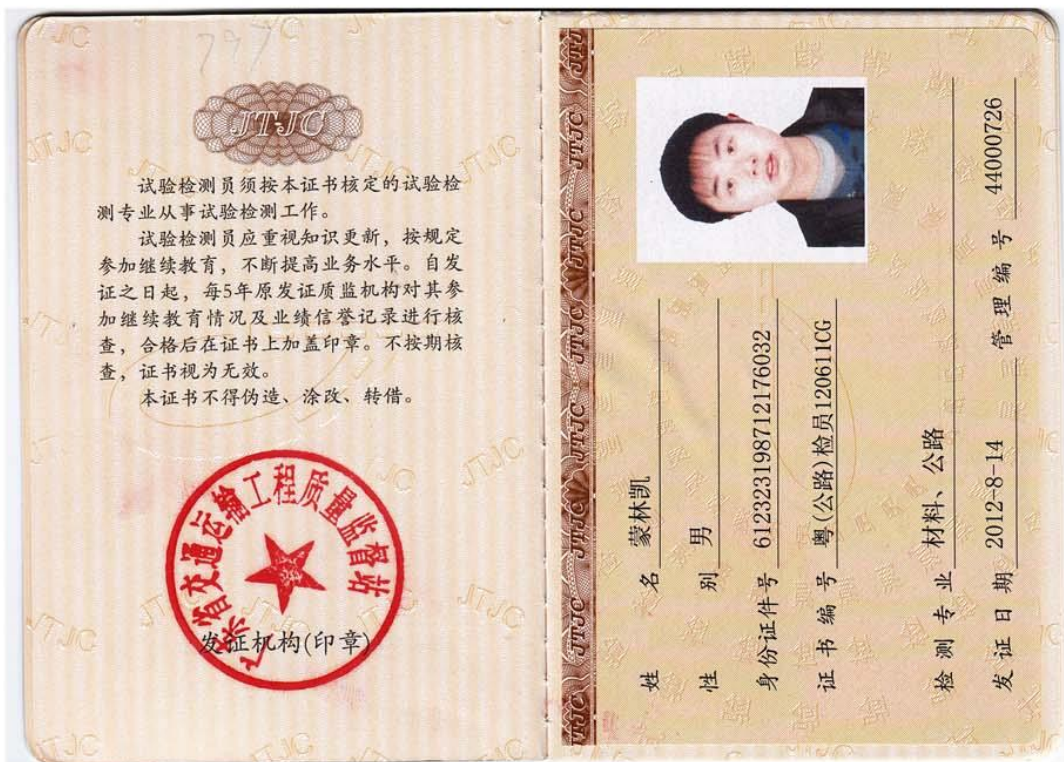 797
JTJC
试验检测员须按本证书核定的试验检
测专业从事试验检测工作。
试验检测员应重视知识更新，按规定
参加继续教育，不断提高业务水平。自发
证之日起，每5年原发证质监机构对其参
加继续教育情况及业绩信誉记录进行核
查，合格后在证书上加盖印章。不按期核
查，证书视为无效。
本证书不得伪造、涂改、转借。
广东省交通运输工程质量监督站
发证机构(印章)
姓 名 蒙林凯
性 别 男
身份证件号 612323198712176032
证书编号 粤(公路)检员120611CG
检测专业 材料、公路
发证日期 2012-8-14 管理编号 44000726